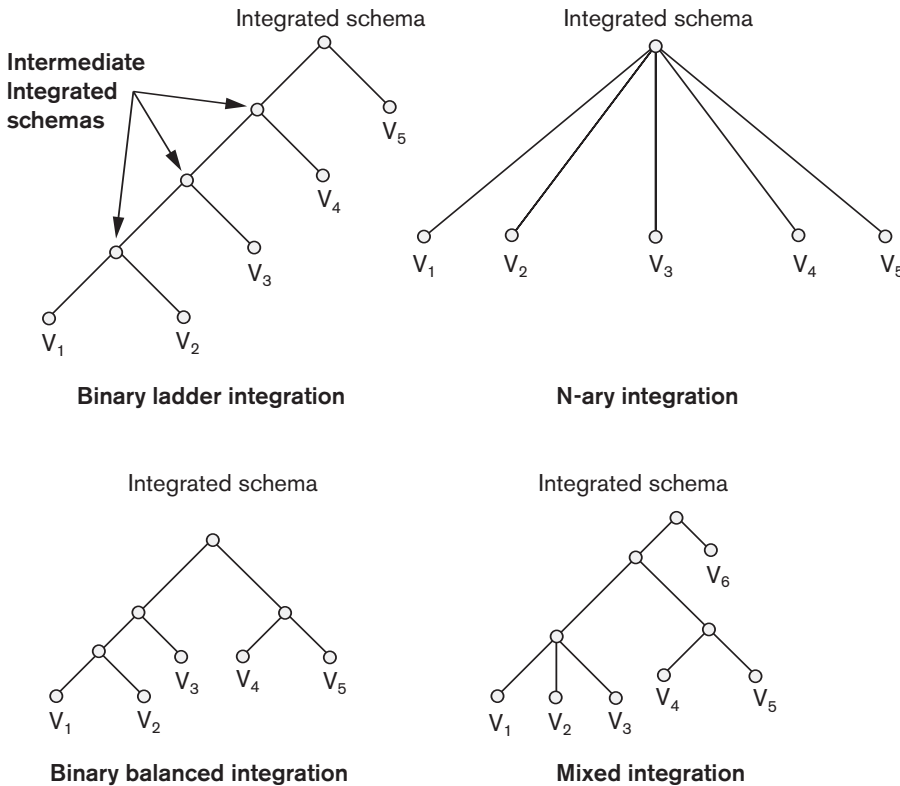 Integrated schema
Intermediate
Integrated
schemas
V5
V4
V3
V1
V2
Binary ladder integration
Integrated schema
V1
V2
V3
V4
V5
N-ary integration
Integrated schema
V3
V4
V5
V1
V2
Binary balanced integration
Integrated schema
V6
V4
V5
V1
V2
V3
Mixed integration